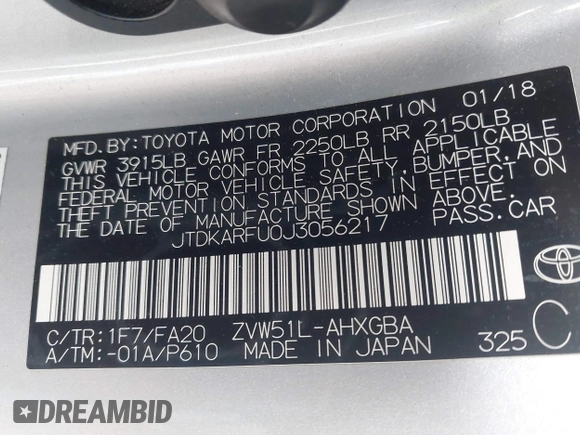 MFD. BY: TOYOTA MOTOR CORPORATION 01/18
GVWR 3915LB GAWR FR 2250LB RR 2150LB
THIS VEHICLE CONFORMS TO ALL APPLICABLE
FEDERAL MOTOR VEHICLE SAFETY, BUMPER, AND
THEFT PREVENTION STANDARDS IN EFFECT ON
THE DATE OF MANUFACTURE SHOWN ABOVE.
JTDKARFU0J3056217 PASS. CAR
C/TR: 1F7/FA20 ZVW51L-AHXGBA
A/TM: -01A/P610 MADE IN JAPAN 325 C
DREAMBID